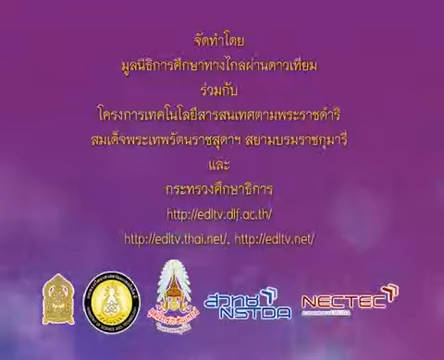 จัดทำโดย
มูลนิธิการศึกษาทางไกลผ่านดาวเทียม
ร่วมกับ
โครงการเทคโนโลยีสารสนเทศตามพระราชดำริ
สมเด็จพระเทพรัตนราชสุดาฯ สยามบรมราชกุมารี
และ
กระทรวงศึกษาธิการ
http://edltv.dlf.ac.th/
http://edltv.thai.net/, http://edltv.net/
สวทช NECTEC
NSTDA